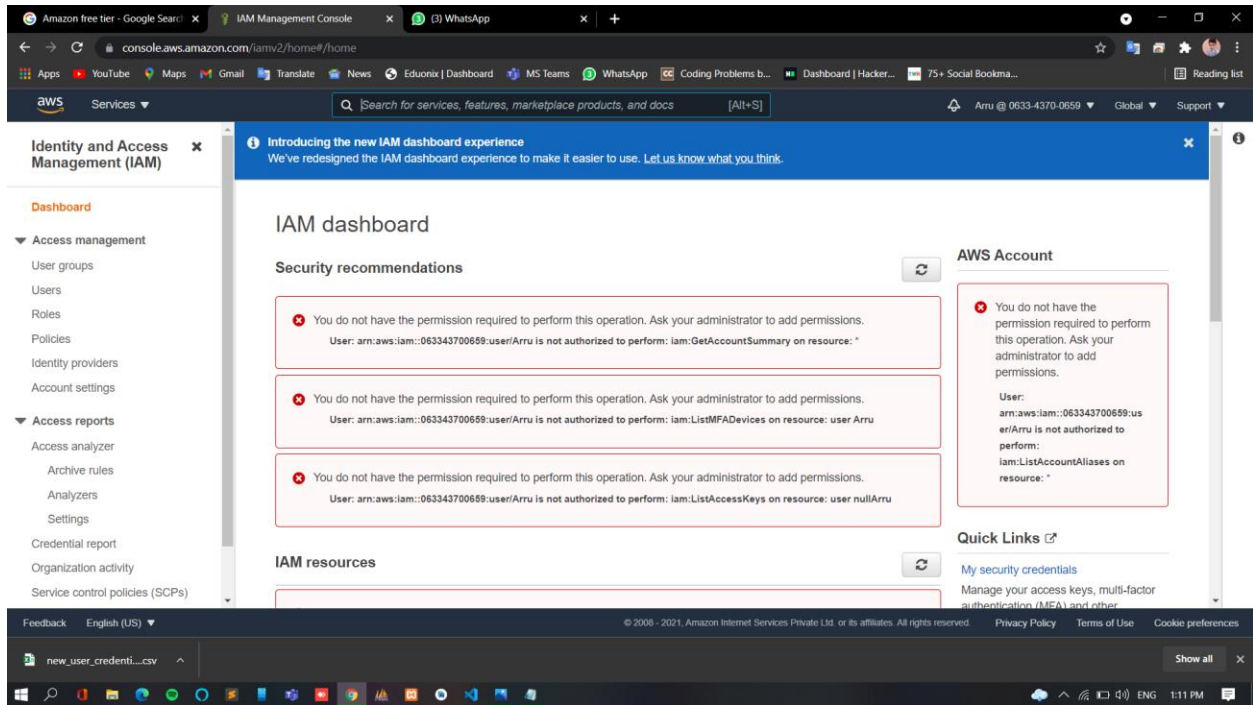 Amazon free tier - Google Search
IAM Management Console
(3) WhatsApp
console.aws.amazon.com/iamv2/home#/home
Apps
YouTube
Maps
Gmail
Translate
News
Eduonix | Dashboard
MS Teams
WhatsApp
Coding Problems b...
Dashboard | Hacker...
75+ Social Bookma...
Reading list
aws
Services ▼
Search for services, features, marketplace products, and docs
[Alt+S]
Arru @ 0633-4370-0659 ▼
Global ▼
Support ▼
Identity and Access
Management (IAM)
Dashboard
Access management
User groups
Users
Roles
Policies
Identity providers
Account settings
Access reports
Access analyzer
Archive rules
Analyzers
Settings
Credential report
Organization activity
Service control policies (SCPs)
Introducing the new IAM dashboard experience
We've redesigned the IAM dashboard experience to make it easier to use. Let us know what you think.
IAM dashboard
Security recommendations
You do not have the permission required to perform this operation. Ask your administrator to add permissions.
User: arn:aws:iam::063343700659:user/Arru is not authorized to perform: iam:GetAccountSummary on resource: *
You do not have the permission required to perform this operation. Ask your administrator to add permissions.
User: arn:aws:iam::063343700659:user/Arru is not authorized to perform: iam:ListMFADevices on resource: user Arru
You do not have the permission required to perform this operation. Ask your administrator to add permissions.
User: arn:aws:iam::063343700659:user/Arru is not authorized to perform: iam:ListAccessKeys on resource: user nullArru
IAM resources
AWS Account
You do not have the
permission required to perform
this operation. Ask your
administrator to add
permissions.
User:
arn:aws:iam::063343700659:us
er/Arru is not authorized to
perform:
iam:ListAccountAliases on
resource: *
Quick Links
My security credentials
Manage your access keys, multi-factor
authentication (MFA) and other
Feedback
English (US) ▼
© 2008 - 2021, Amazon Internet Services Private Ltd. or its affiliates. All rights reserved.
Privacy Policy
Terms of Use
Cookie preferences
new_user_credenti....csv
Show all
ENG
1:11 PM